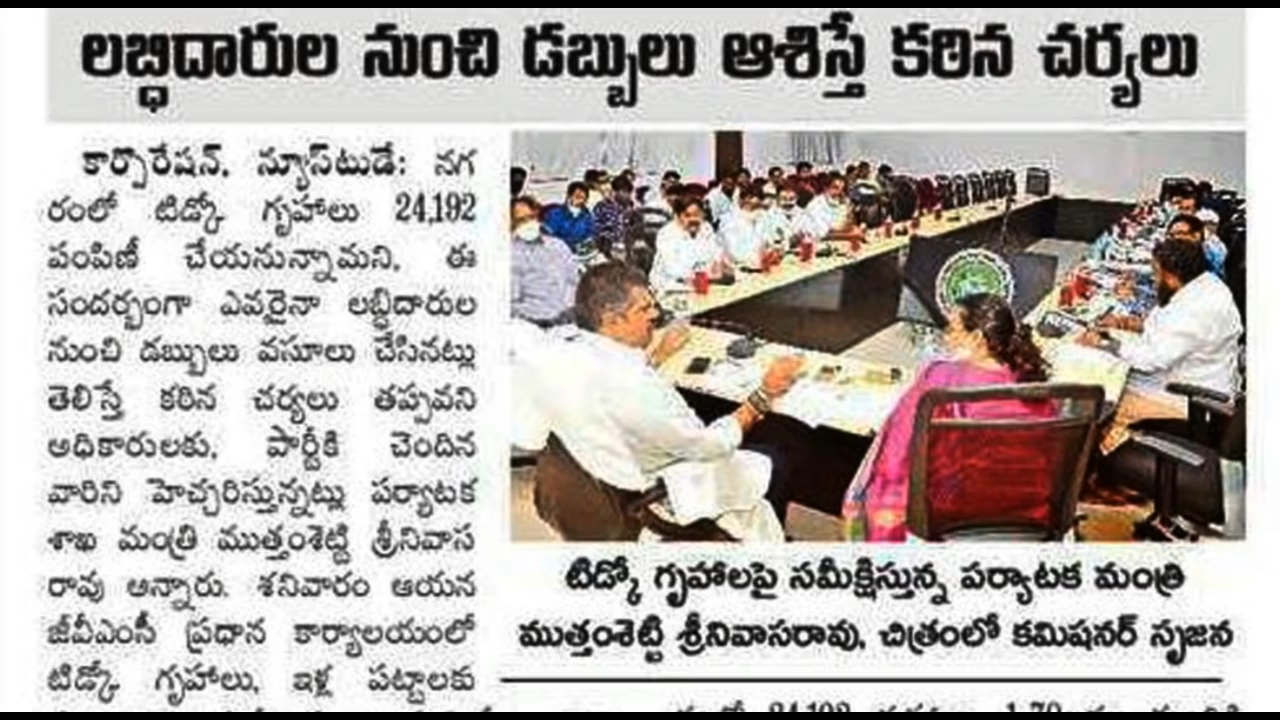 లబ్ధిదారుల నుంచి డబ్బులు ఆశిస్తే కఠిన చర్యలు
కార్పొరేషన్, న్యూస్‌టుడే: నగ
రంలో టిడ్కో గృహాలు 24,192
పంపిణీ చేయనున్నామని, ఈ
సందర్భంగా ఎవరైనా లబ్ధిదారుల
నుంచి డబ్బులు వసూలు చేసినట్లు
తెలిస్తే కఠిన చర్యలు తప్పవని
అధికారులకు, పార్టీకి చెందిన
వారిని హెచ్చరిస్తున్నట్లు పర్యాటక
శాఖ మంత్రి ముత్తంశెట్టి శ్రీనివాస
రావు అన్నారు. శనివారం ఆయన
జీవీఎంసీ ప్రధాన కార్యాలయంలో
టిడ్కో గృహాలు, ఇళ్ల పట్టాలకు
టిడ్కో గృహాలపై సమీక్షిస్తున్న పర్యాటక మంత్రి
ముత్తంశెట్టి శ్రీనివాసరావు, చిత్రంలో కమిషనర్ సృజన